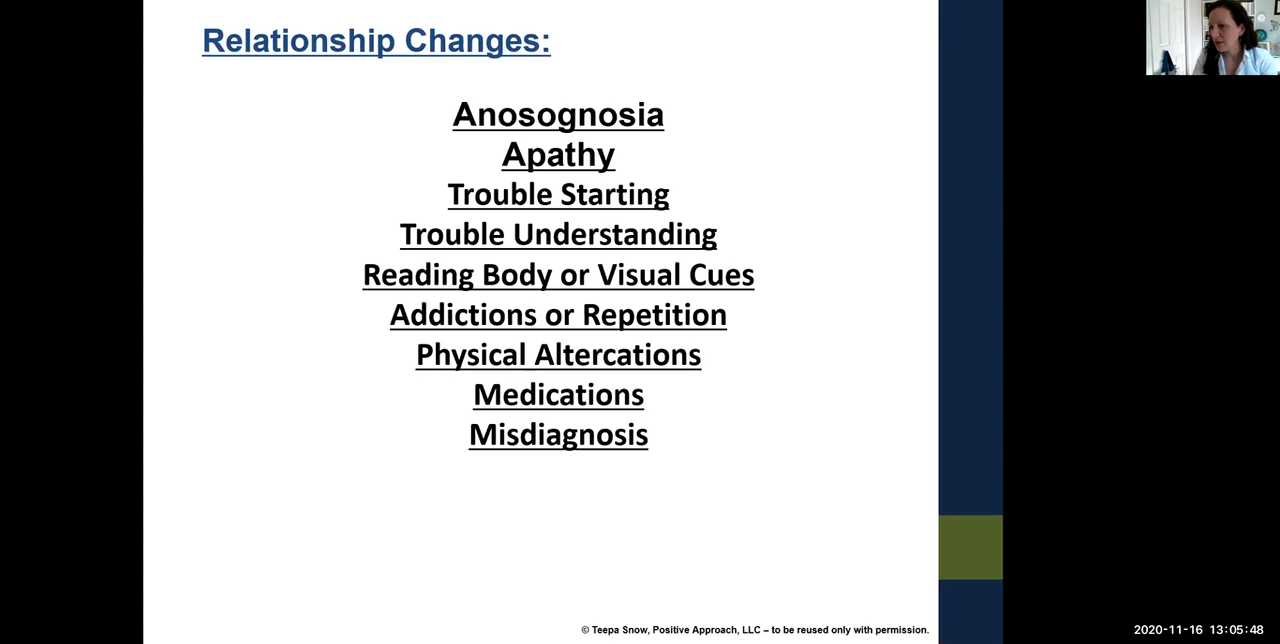 Relationship Changes:
Anosognosia
Apathy
Trouble Starting
Trouble Understanding
Reading Body or Visual Cues
Addictions or Repetition
Physical Altercations
Medications
Misdiagnosis
© Teepa Snow, Positive Approach, LLC – to be reused only with permission.
2020-11-16 13:05:48